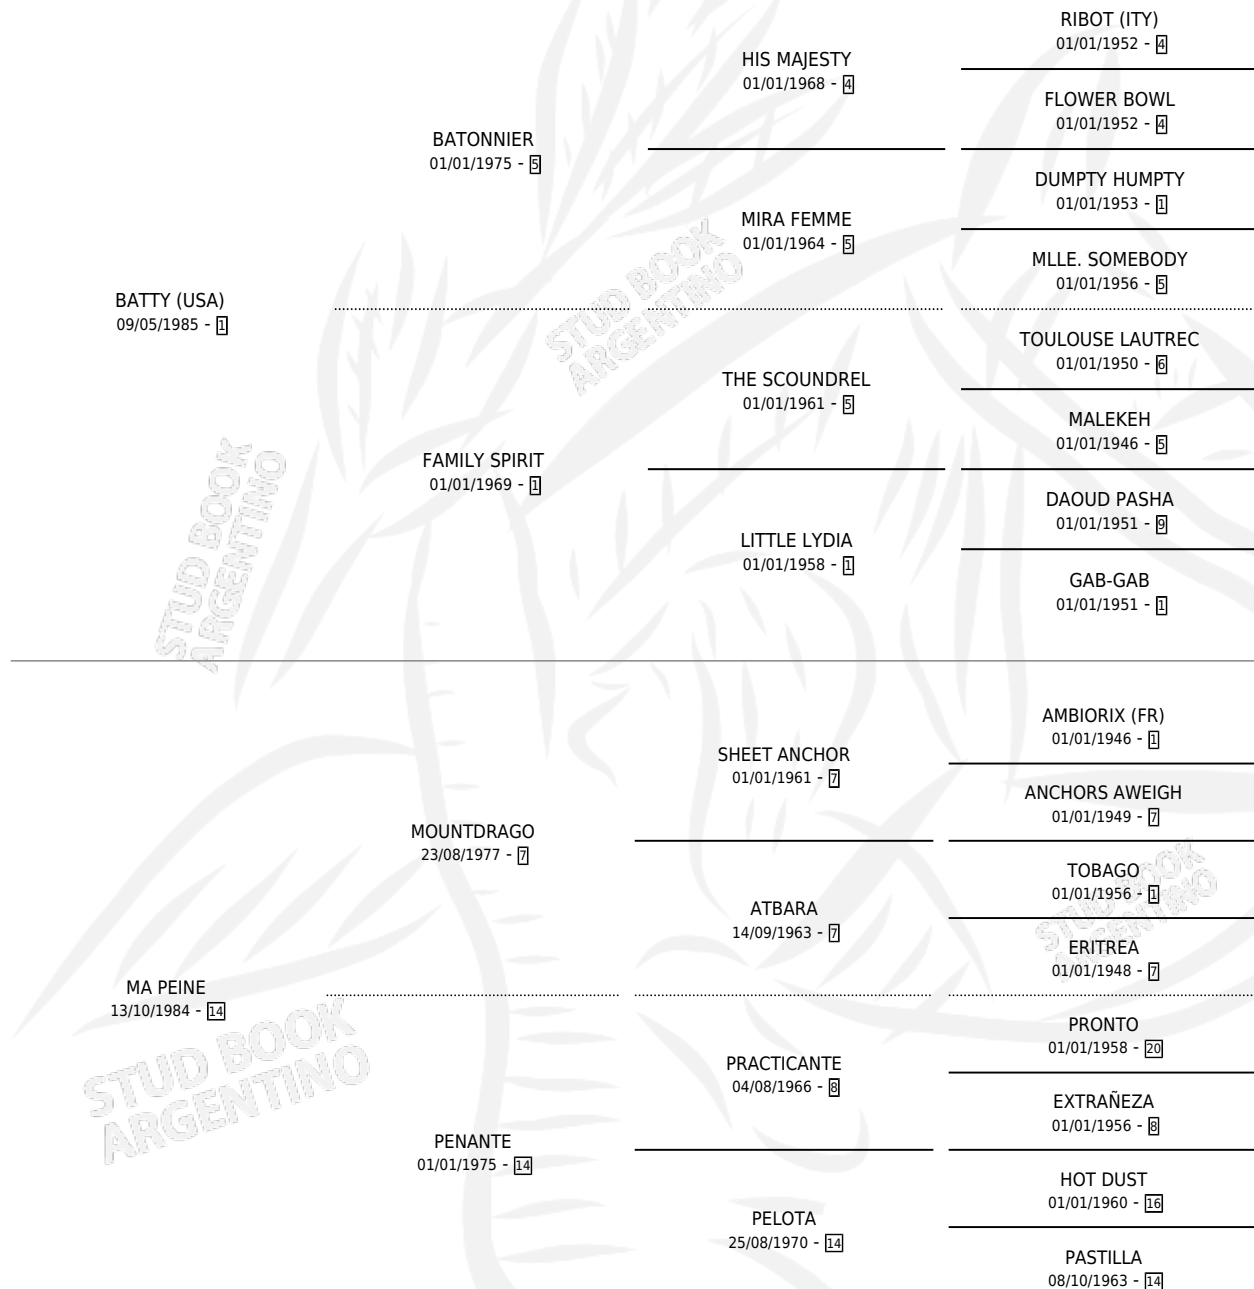 RIBOT (ITY)
01/01/1952 - 4
HIS MAJESTY
01/01/1968 - 4
FLOWER BOWL
01/01/1952 - 4
BATONNIER
01/01/1975 - 5
DUMPTY HUMPTY
01/01/1953 - 1
MIRA FEMME
01/01/1964 - 5
MLLE. SOMEBODY
01/01/1956 - 5
BATTY (USA)
09/05/1985 - 1
STUD BOOK
ARGENTINO
TOULOUSE LAUTREC
01/01/1950 - 6
THE SCOUNDREL
01/01/1961 - 5
MALEKEH
01/01/1946 - 5
FAMILY SPIRIT
01/01/1969 - 1
DAOUD PASHA
01/01/1951 - 9
LITTLE LYDIA
01/01/1958 - 1
GAB-GAB
01/01/1951 - 1
STUD BOOK
ARGENTINO
AMBIORIX (FR)
01/01/1946 - 1
SHEET ANCHOR
01/01/1961 - 7
ANCHORS AWEIGH
01/01/1949 - 7
MOUNTDRAGO
23/08/1977 - 7
TOBAGO
01/01/1956 - 1
ATBARA
14/09/1963 - 7
STUD BOOK
ARGENTINO
ERITREA
01/01/1948 - 7
MA PEINE
13/10/1984 - 14
STUD BOOK
ARGENTINO
PRONTO
01/01/1958 - 20
PRACTICANTE
04/08/1966 - 8
EXTRAÑEZA
01/01/1956 - 8
PENANTE
01/01/1975 - 14
HOT DUST
01/01/1960 - 16
PELOTA
25/08/1970 - 14
PASTILLA
08/10/1963 - 14